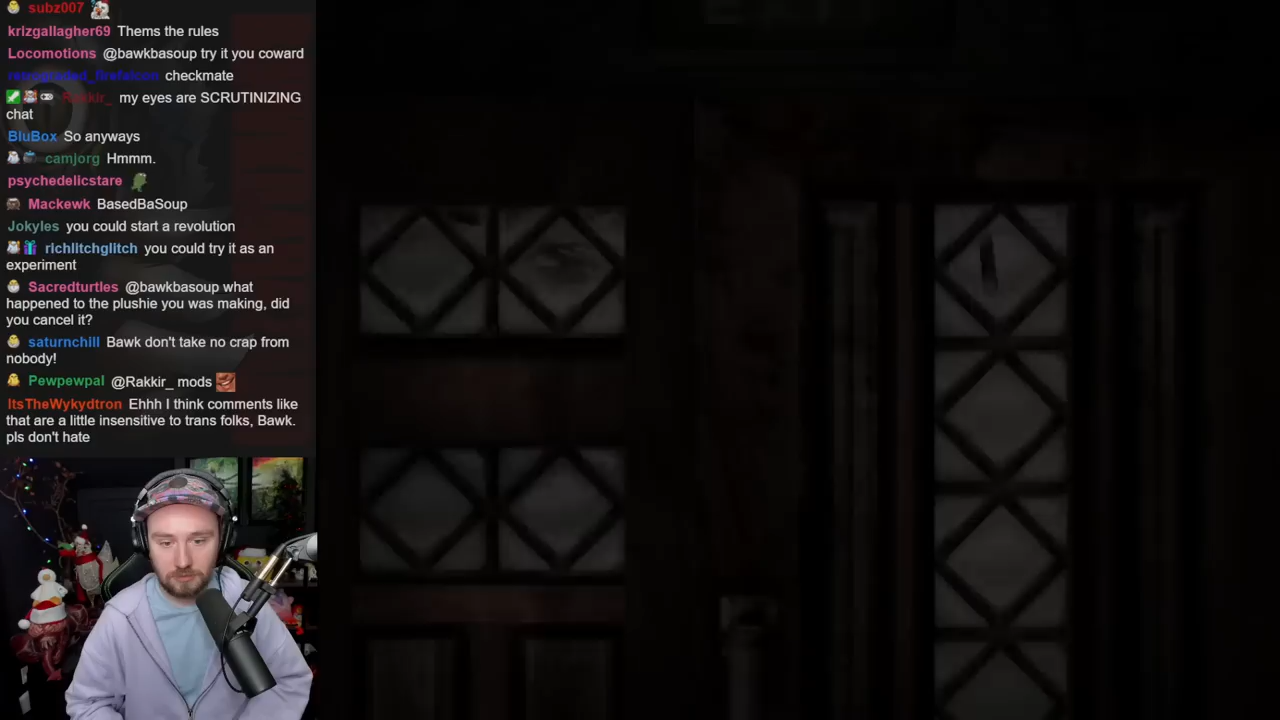 subz007
krizgallagher69 Thems the rules
Locomotions @bawkbasoup try it you coward
checkmate
Rakkir_ my eyes are SCRUTINIZING
chat
BluBox So anyways
camjorg Hmmm.
psychedelicstare
Mackewk BasedBaSoup
Jokyles you could start a revolution
richlitchglitch you could try it as an
experiment
Sacredturtles @bawkbasoup what
happened to the plushie you was making, did
you cancel it?
saturnchill Bawk don't take no crap from
nobody!
Pewpewpal @Rakkir_ mods
ItsTheWykydtron Ehhh I think comments like
that are a little insensitive to trans folks, Bawk.
pls don't hate